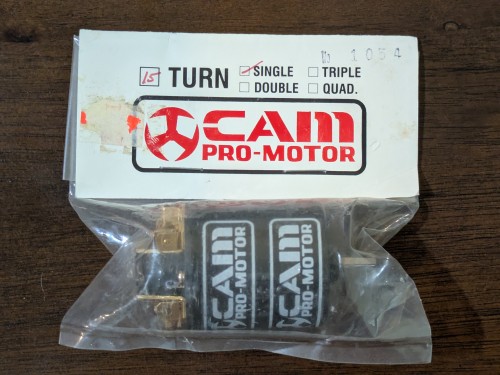 1054
15 TURN SINGLE TRIPLE
DOUBLE QUAD.
CAM
PRO-MOTOR
CAM
PRO-MOTOR
CAM
PRO-MOTOR